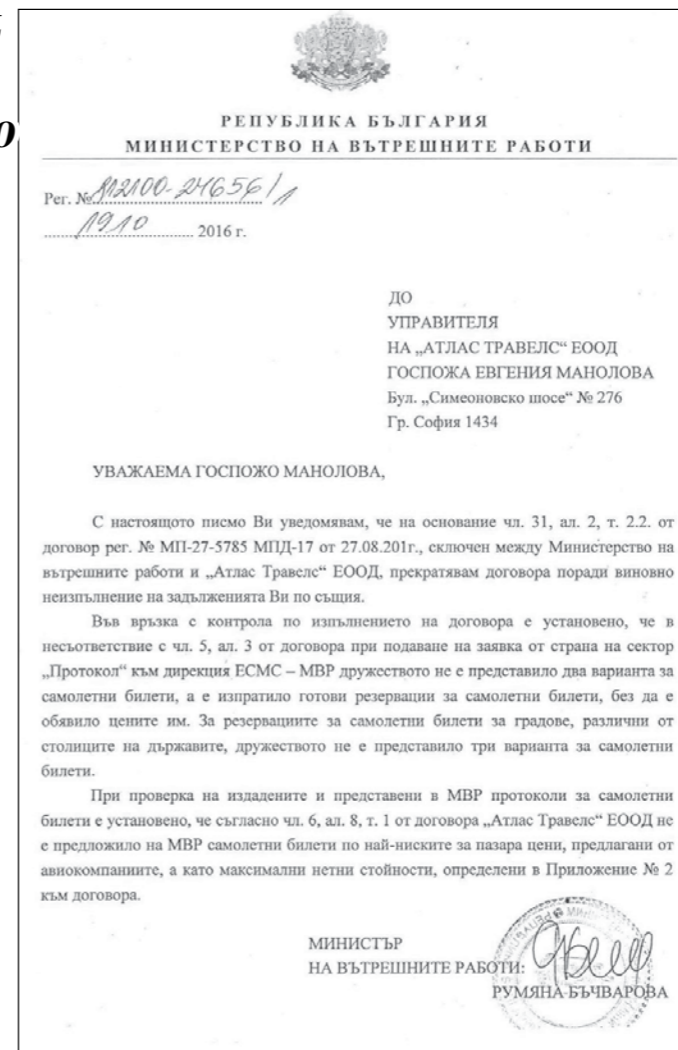 РЕПУБЛИКА БЪЛГАРИЯ
МИНИСТЕРСТВО НА ВЪТРЕШНИТЕ РАБОТИ
Рег. № 812100-24656/1
19.10 2016 г.
ДО
УПРАВИТЕЛЯ
НА „АТЛАС ТРАВЕЛС“ ЕООД
ГОСПОЖА ЕВГЕНИЯ МАНОЛОВА
Бул. „Симеоновско шосе“ № 276
Гр. София 1434
УВАЖАЕМА ГОСПОЖО МАНОЛОВА,
С настоящото писмо Ви уведомявам, че на основание чл. 31, ал. 2, т. 2.2. от
договор рег. № МП-27-5785 МПД-17 от 27.08.201г., сключен между Министерство на
вътрешните работи и „Атлас Травелс“ ЕООД, прекратявам договора поради виновно
неизпълнение на задълженията Ви по същия.
Във връзка с контрола по изпълнението на договора е установено, че в
несъответствие с чл. 5, ал. 3 от договора при подаване на заявка от страна на сектор
„Протокол“ към дирекция ЕСМС – МВР дружеството не е представило два варианта за
самолетни билети, а е изпратило готови резервации за самолетни билети, без да е
обявило цените им. За резервациите за самолетни билети за градове, различни от
столиците на държавите, дружеството не е представило три варианта за самолетни
билети.
При проверка на издадените и представени в МВР протоколи за самолетни
билети е установено, че съгласно чл. 6, ал. 8, т. 1 от договора „Атлас Травелс“ ЕООД не
е предложило на МВР самолетни билети по най-ниските за пазара цени, предлагани от
авиокомпаниите, а като максимални нетни стойности, определени в Приложение № 2
към договора.
МИНИСТЪР
НА ВЪТРЕШНИТЕ РАБОТИ:
РУМЯНА БЪЧВАРОВА